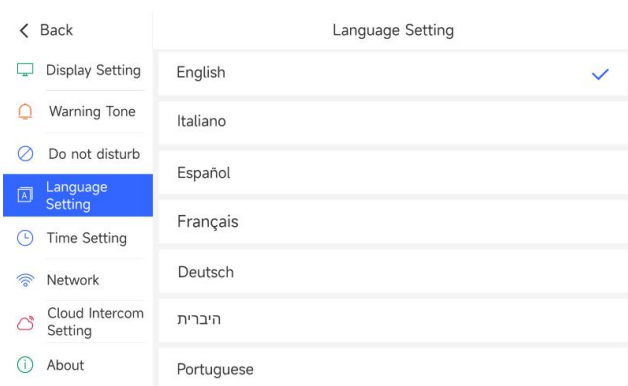 Back
Language Setting
Display Setting
Warning Tone
Do not disturb
Language
Setting
Time Setting
Network
Cloud Intercom
Setting
About
English
Italiano
Español
Français
Deutsch
היברית
Portuguese